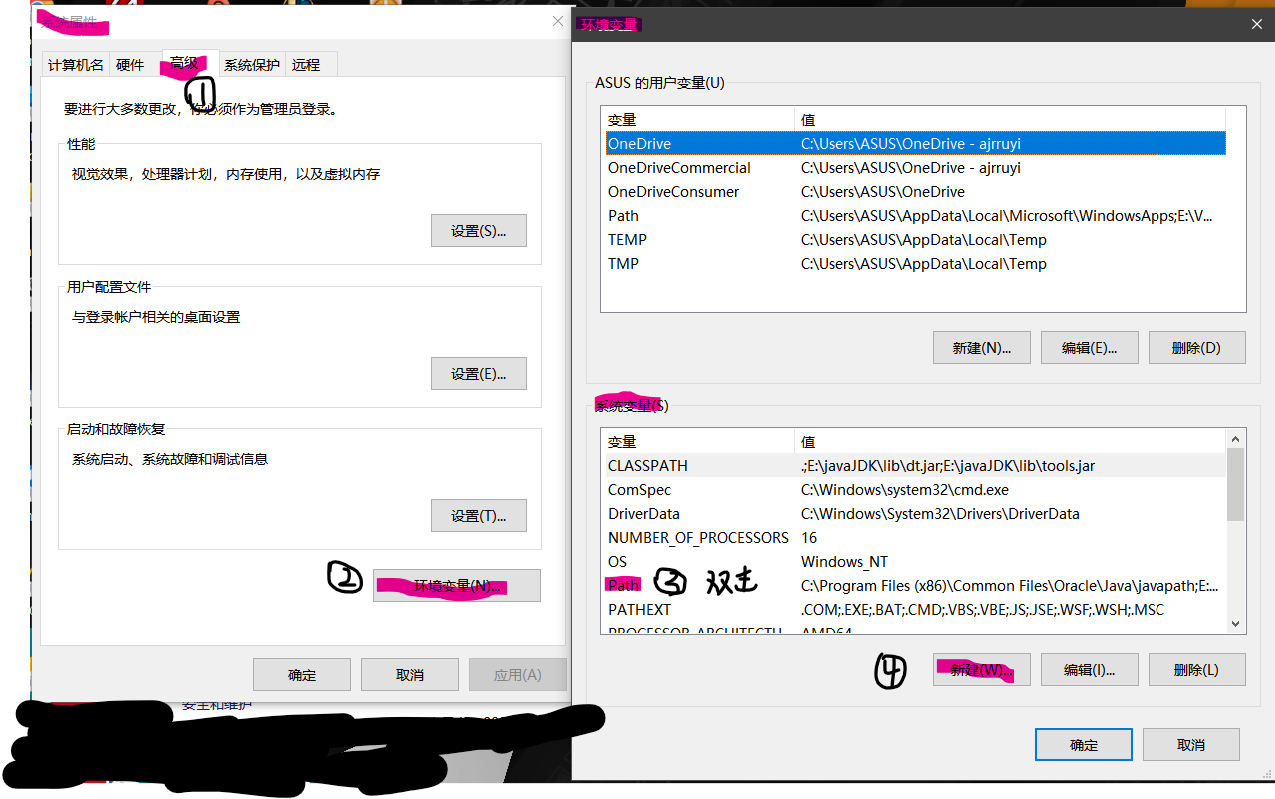 系统属性
计算机名 硬件 高级 系统保护 远程
①
要进行大多数更改，你必须作为管理员登录。
性能
视觉效果，处理器计划，内存使用，以及虚拟内存
设置(S)...
用户配置文件
与登录帐户相关的桌面设置
设置(E)...
启动和故障恢复
系统启动、系统故障和调试信息
设置(T)...
② 环境变量(N)...
确定 取消 应用(A)
安全和维护
环境变量
ASUS 的用户变量(U)
变量 值
OneDrive C:\Users\ASUS\OneDrive - ajrruyi
OneDriveCommercial C:\Users\ASUS\OneDrive - ajrruyi
OneDriveConsumer C:\Users\ASUS\OneDrive
Path C:\Users\ASUS\AppData\Local\Microsoft\WindowsApps;E:\V...
TEMP C:\Users\ASUS\AppData\Local\Temp
TMP C:\Users\ASUS\AppData\Local\Temp
新建(N)... 编辑(E)... 删除(D)
系统变量(S)
变量 值
CLASSPATH .;E:\javaJDK\lib\dt.jar;E:\javaJDK\lib\tools.jar
ComSpec C:\Windows\system32\cmd.exe
DriverData C:\Windows\System32\Drivers\DriverData
NUMBER_OF_PROCESSORS 16
OS Windows_NT
Path ③ 双击 C:\Program Files (x86)\Common Files\Oracle\Java\javapath;E:...
PATHEXT .COM;.EXE;.BAT;.CMD;.VBS;.VBE;.JS;.JSE;.WSF;.WSH;.MSC
PROCESSOR_ARCHITECTU AMD64
④ 新建(W)... 编辑(I)... 删除(L)
确定 取消